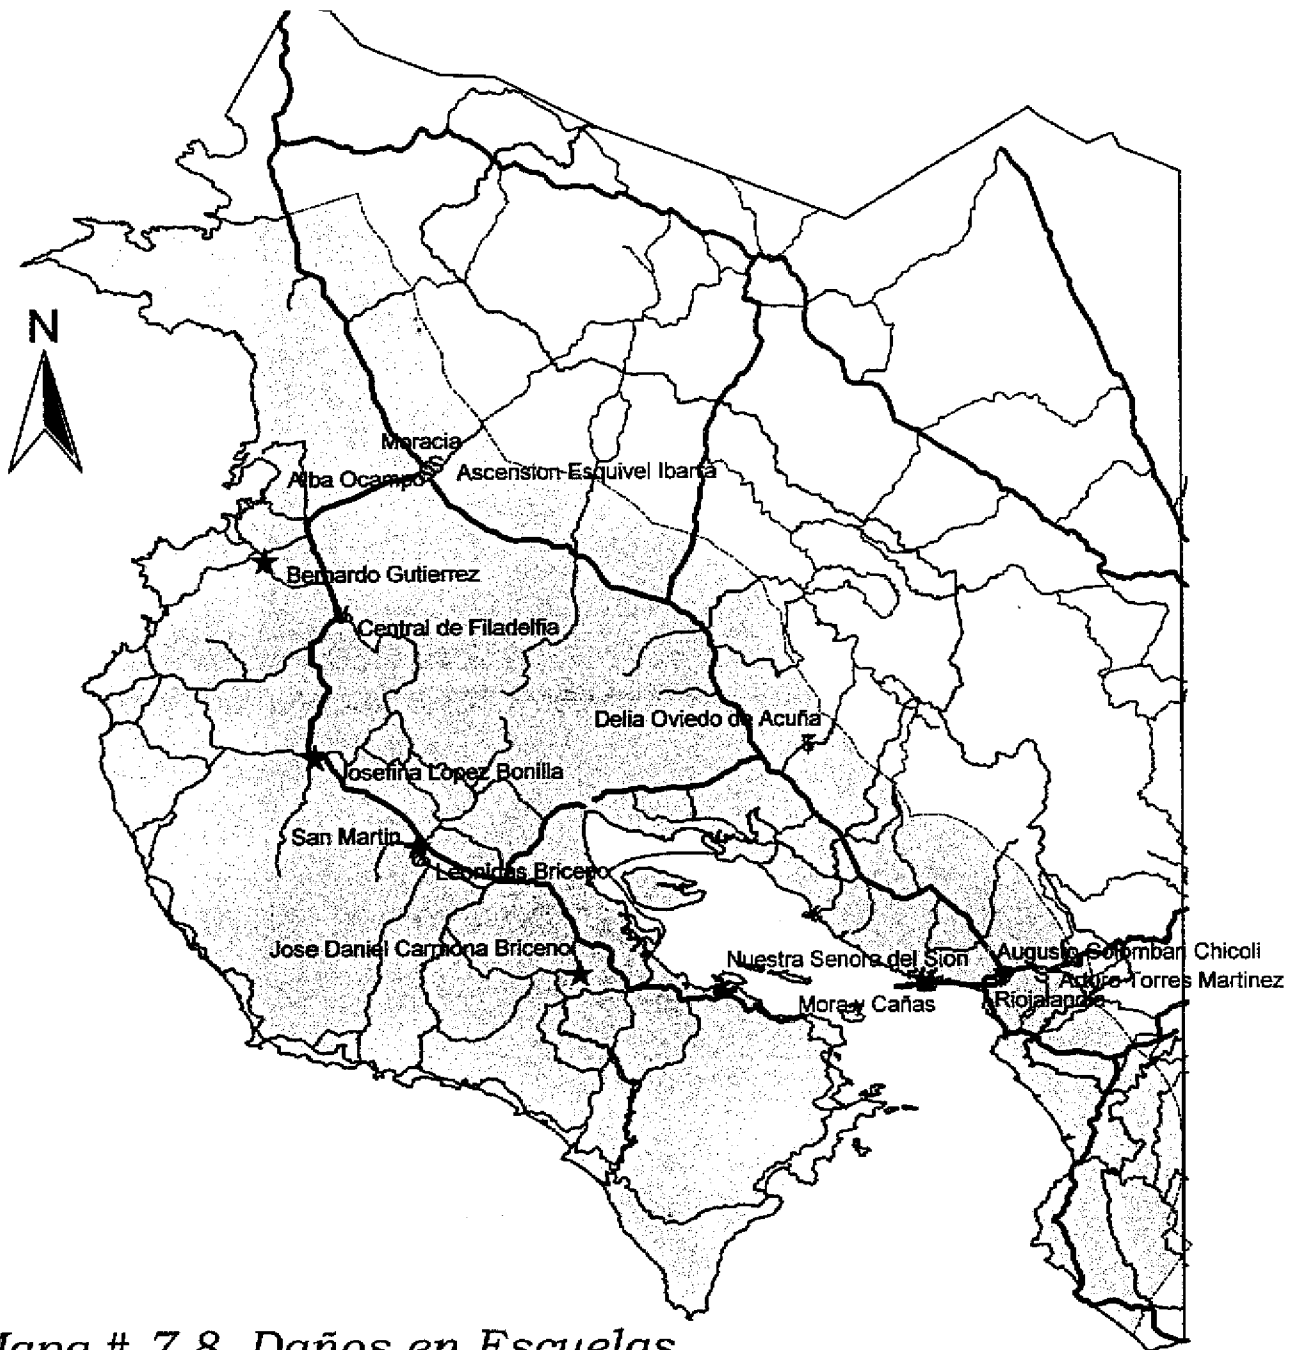 N
Moracia
Alba Ocampo
Ascension Esquivel Ibarra
Bernardo Gutierrez
Central de Filadelfia
Delia Oviedo de Acuña
Josefina Lopez Bonilla
San Martin
Leonidas Briceno
Jose Daniel Carmona Briceno
Nuestra Senora del Sion
Augusto Solomban Chicoli
Arturo Torres Martinez
Mora y Cañas
Riojalandia
Mapa # 7.8 Daños en Escuelas